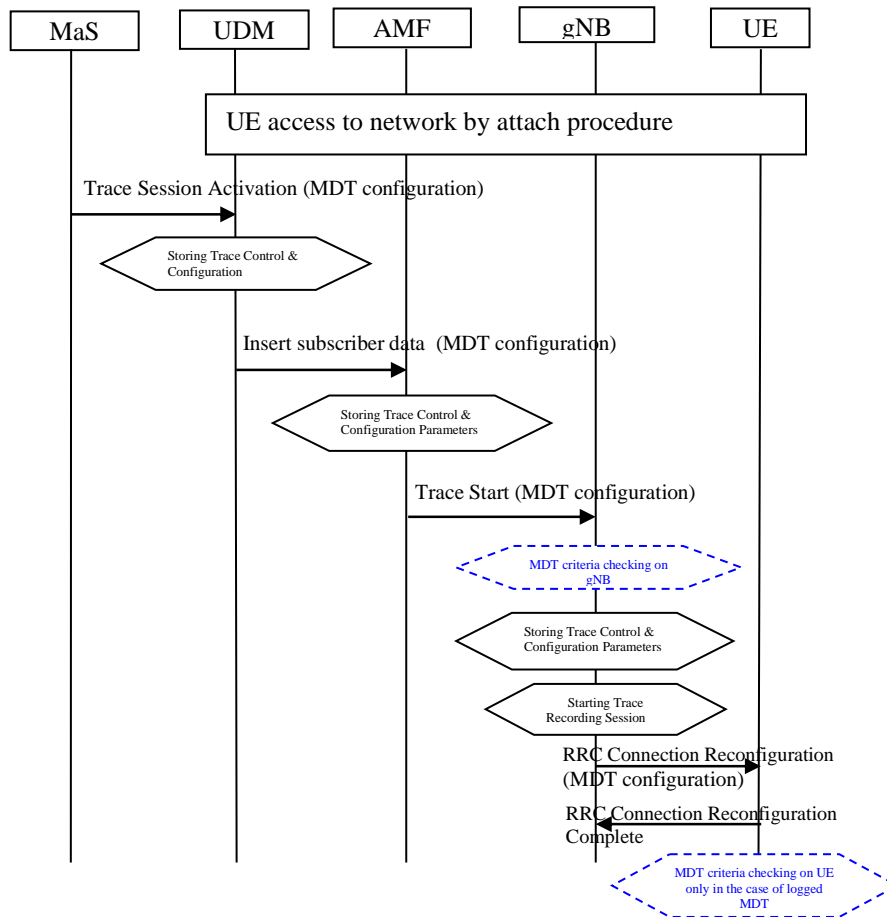 MaS
UDM
AMF
gNB
UE
UE access to network by attach procedure
Trace Session Activation (MDT configuration)
Storing Trace Control &
Configuration
Insert subscriber data (MDT configuration)
Storing Trace Control &
Configuration Parameters
Trace Start (MDT configuration)
MDT criteria checking on
gNB
Storing Trace Control &
Configuration Parameters
Starting Trace
Recording Session
RRC Connection Reconfiguration
(MDT configuration)
RRC Connection Reconfiguration
Complete
MDT criteria checking on UE
only in the case of logged
MDT